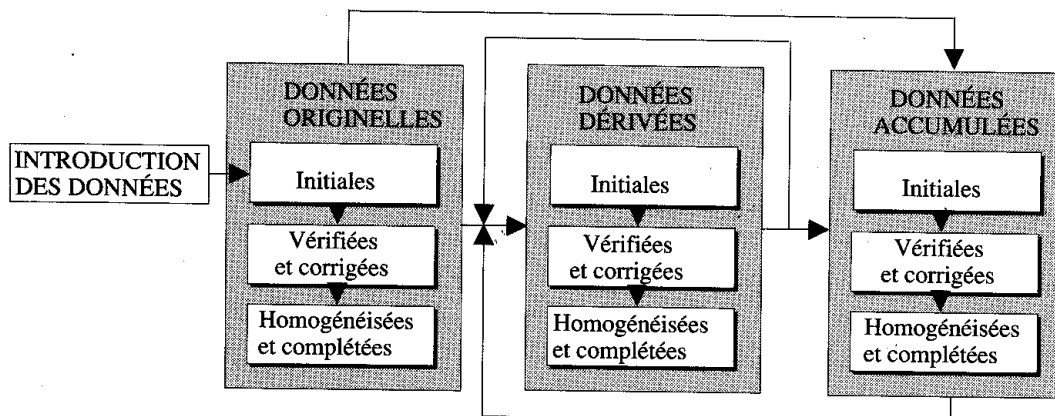 INTRODUCTION
DES DONNÉES
DONNÉES
ORIGINELLES
Initiales
Vérifiées
et corrigées
Homogénéisées
et complétées
DONNÉES
DÉRIVÉES
Initiales
Vérifiées
et corrigées
Homogénéisées
et complétées
DONNÉES
ACCUMULÉES
Initiales
Vérifiées
et corrigées
Homogénéisées
et complétées